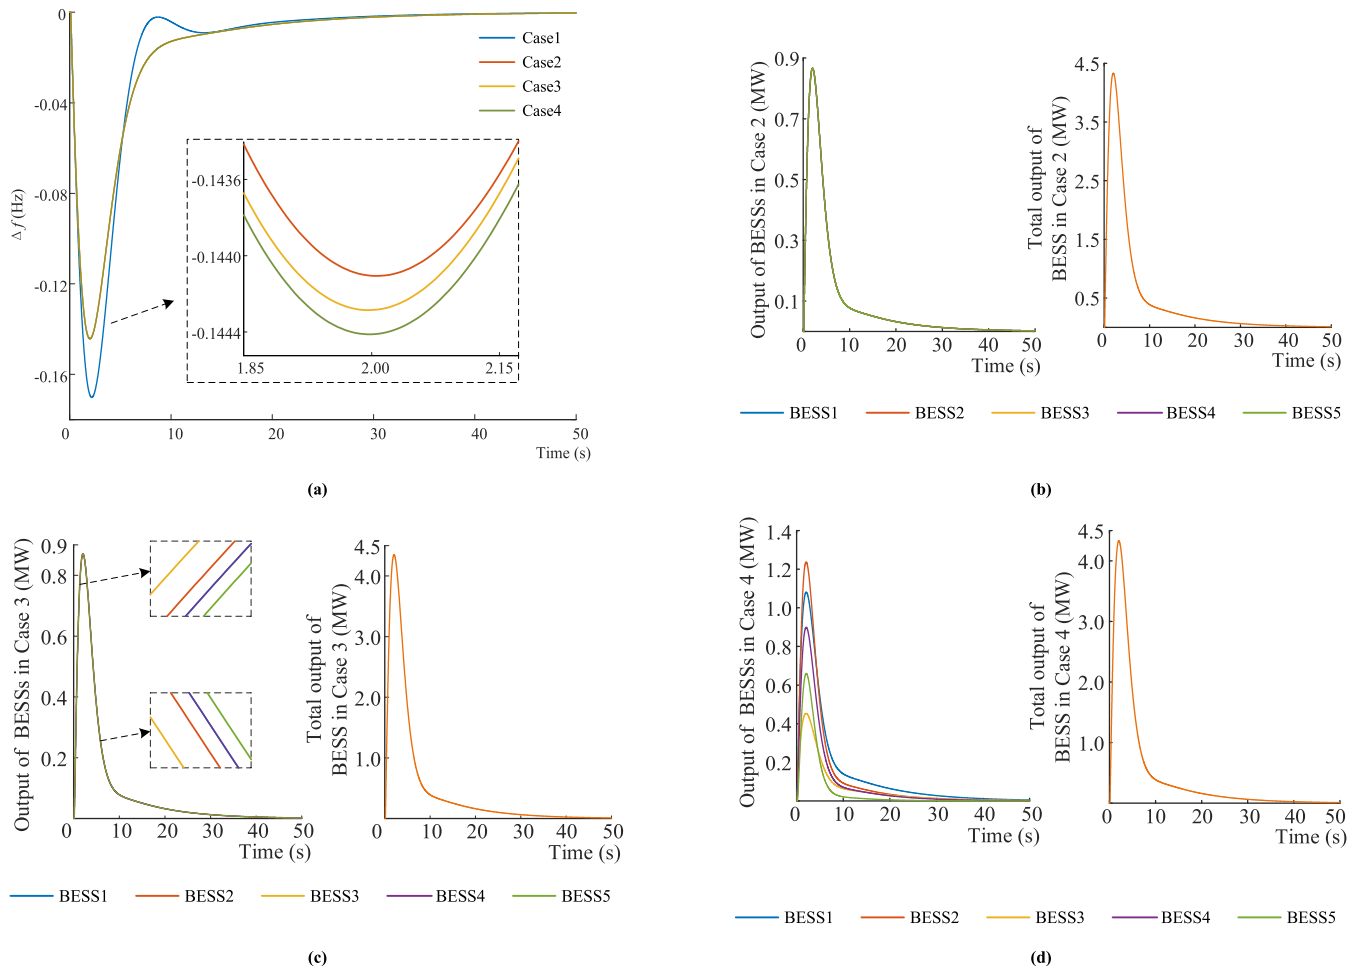 0
-0.04
-0.08
-0.12
-0.16
Δ f (Hz)
Case1
Case2
Case3
Case4
-0.1436
-0.1440
-0.1444
1.85
2.00
2.15
0
10
20
30
40
50
Time (s)
(a)
Output of BESSs in Case 2 (MW)
0.9
0.7
0.5
0.3
0.1
0
10
20
30
40
50
Time (s)
Total output of
BESS in Case 2 (MW)
4.5
3.5
2.5
1.5
0.5
0
10
20
30
40
50
Time (s)
BESS1
BESS2
BESS3
BESS4
BESS5
(b)
Output of BESSs in Case 3 (MW)
0.9
0.8
0.6
0.4
0.2
0
10
20
30
40
50
Time (s)
Total output of
BESS in Case 3 (MW)
4.5
4.0
3.0
2.0
1.0
0
10
20
30
40
50
Time (s)
BESS1
BESS2
BESS3
BESS4
BESS5
(c)
Output of BESSs in Case 4 (MW)
1.4
1.2
1.0
0.8
0.6
0.4
0.2
0
10
20
30
40
50
Time (s)
Total output of
BESS in Case 4 (MW)
4.5
4.0
3.0
2.0
1.0
0
10
20
30
40
50
Time (s)
BESS1
BESS2
BESS3
BESS4
BESS5
(d)